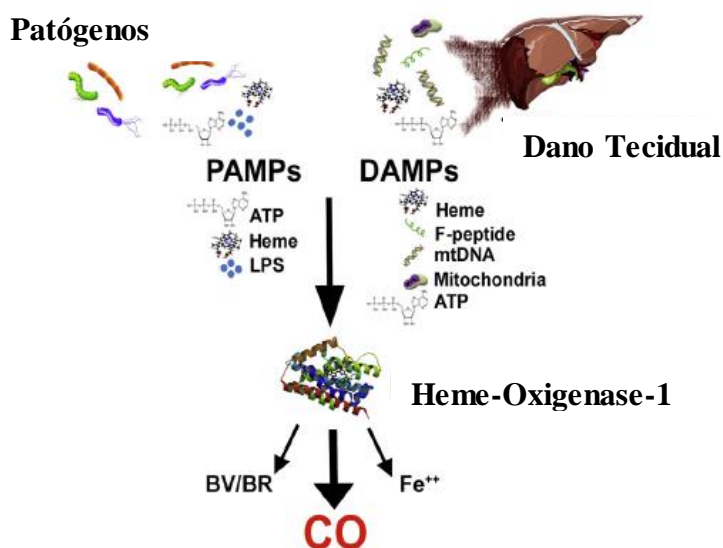 Patógenos
Dano Tecidual
PAMPs
DAMPs
ATP
Heme
LPS
Heme
F-peptide
mtDNA
Mitochondria
ATP
Heme-Oxigenase-1
BV/BR
Fe⁺⁺
CO